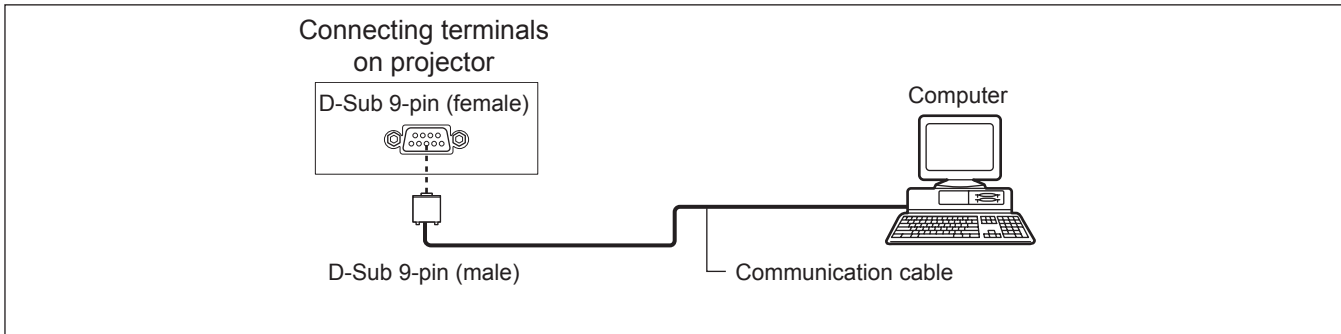 Connecting terminals
on projector
D-Sub 9-pin (female)
Computer
D-Sub 9-pin (male)
Communication cable